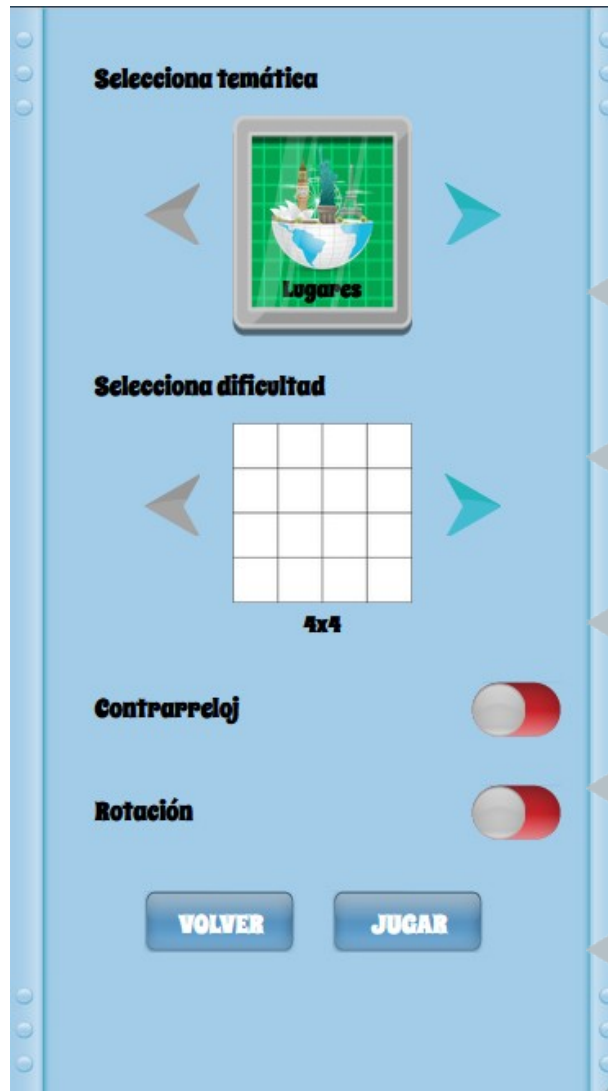 Selecciona temática
Lugares
Selecciona dificultad
4x4
Contrarreloj
Rotación
VOLVER
JUGAR